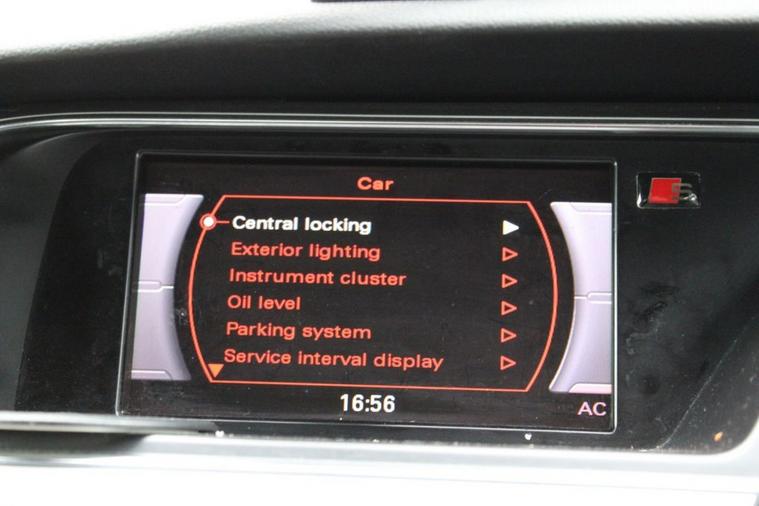 Car
Central locking
Exterior lighting
Instrument cluster
Oil level
Parking system
Service interval display
16:56
AC
S